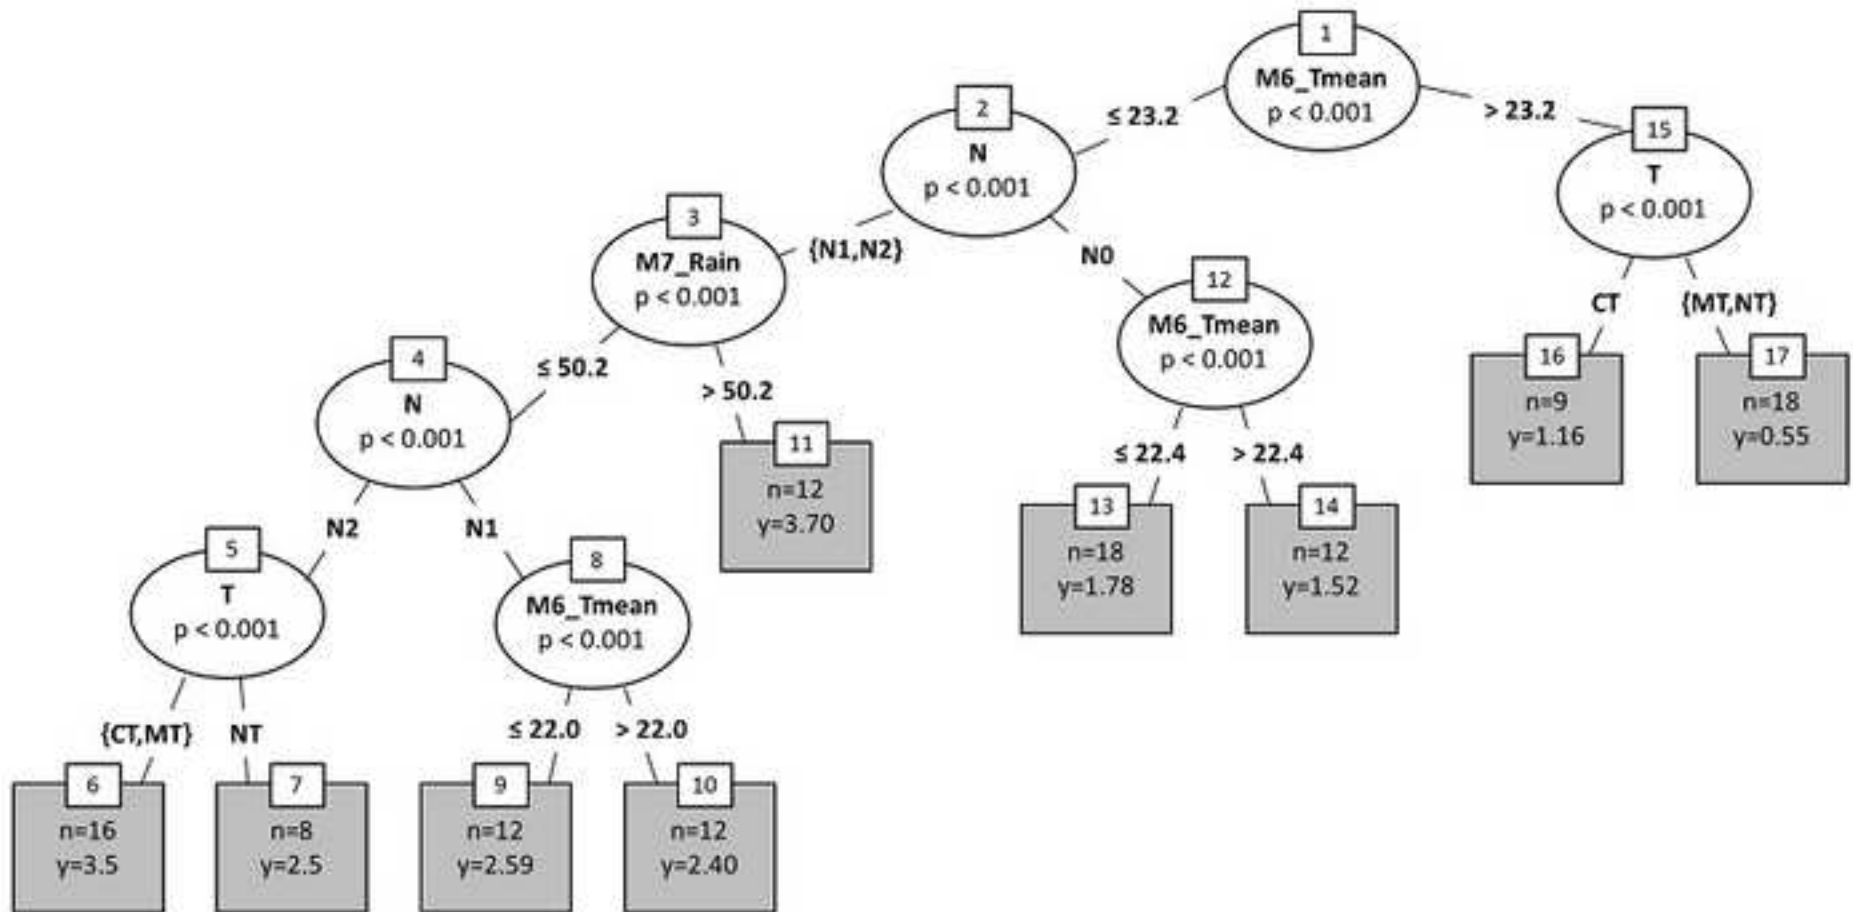 1
M6_Tmean
p < 0.001
≤ 23.2
> 23.2
2
N
p < 0.001
15
T
p < 0.001
{N1,N2}
N0
3
M7_Rain
p < 0.001
12
M6_Tmean
p < 0.001
CT
{MT,NT}
16
n=9
y=1.16
17
n=18
y=0.55
≤ 50.2
> 50.2
4
N
p < 0.001
11
n=12
y=3.70
≤ 22.4
> 22.4
13
n=18
y=1.78
14
n=12
y=1.52
N2
N1
5
T
p < 0.001
8
M6_Tmean
p < 0.001
{CT,MT}
NT
≤ 22.0
> 22.0
6
n=16
y=3.5
7
n=8
y=2.5
9
n=12
y=2.59
10
n=12
y=2.40